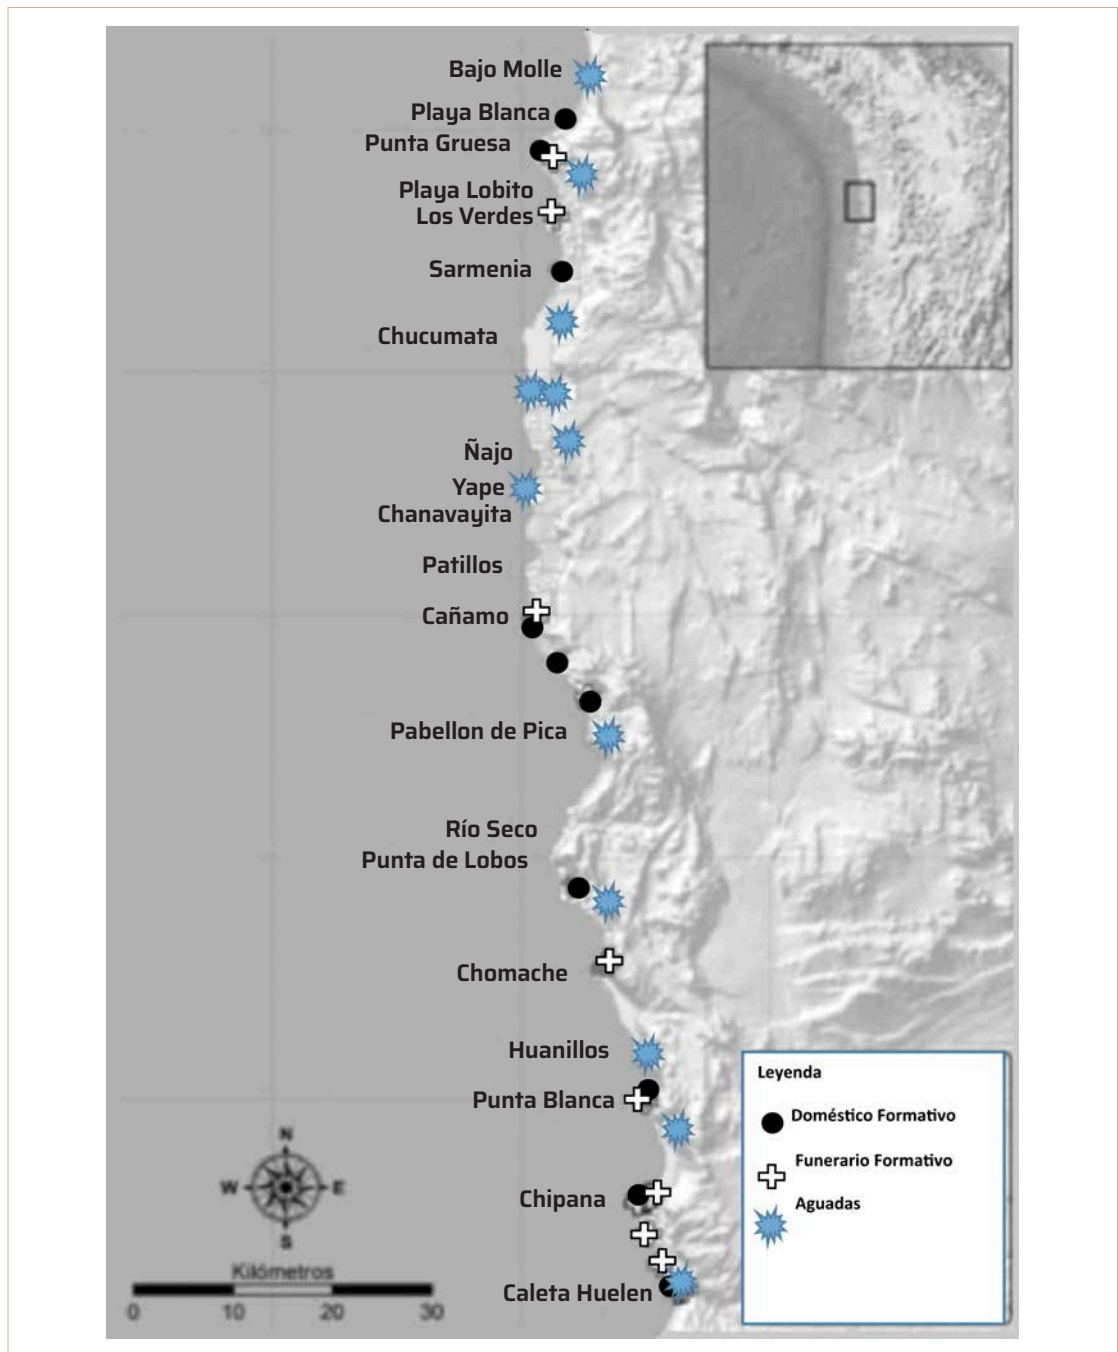 Bajo Molle
Playa Blanca
Punta Gruesa
Playa Lobito
Los Verdes
Sarmenia
Chucumata
Ñajo
Yape
Chanavayita
Patillos
Cañamo
Pabellon de Pica
Río Seco
Punta de Lobos
Chomache
Huanillos
Punta Blanca
Chipana
Caleta Huelen
Leyenda
Doméstico Formativo
Funerario Formativo
Aguadas
N
W
E
S
Kilómetros
0 10 20 30